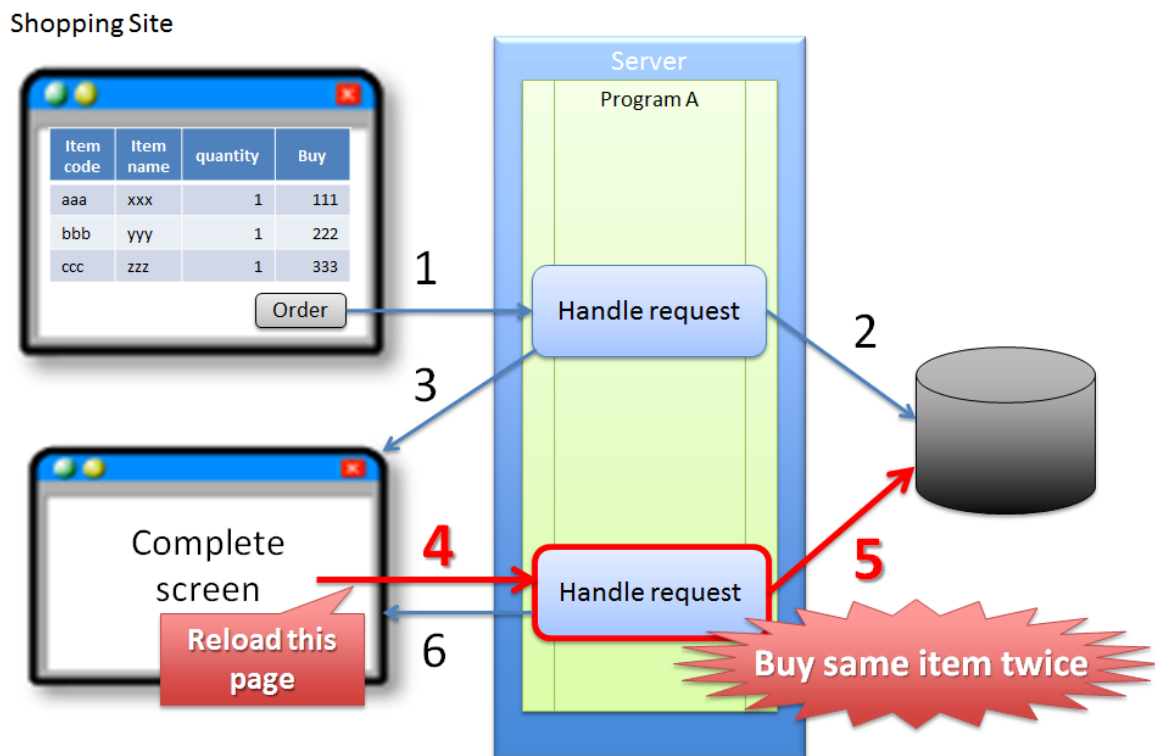 Shopping Site
Server
Program A
Item code
Item name
quantity
Buy
aaa xxx 1 111
bbb yyy 1 222
ccc zzz 1 333
Order
1
Handle request
2
3
Complete
screen
4
Handle request
5
Reload this
page
6
Buy same item twice